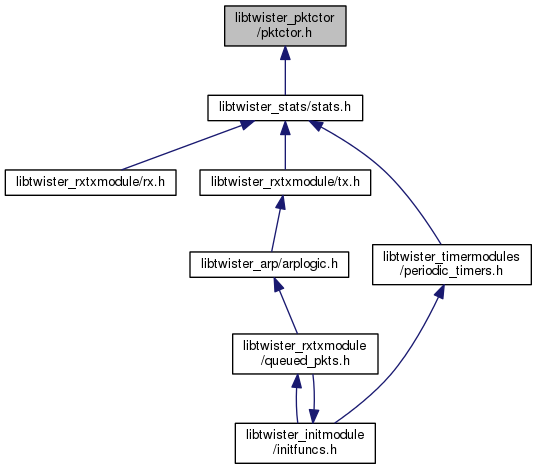 libtwister_pktctor
/pktctor.h
libtwister_stats/stats.h
libtwister_rxtxmodule/rx.h
libtwister_rxtxmodule/tx.h
libtwister_arp/arplogic.h
libtwister_timermodules
/periodic_timers.h
libtwister_rxtxmodule
/queued_pkts.h
libtwister_initmodule
/initfuncs.h